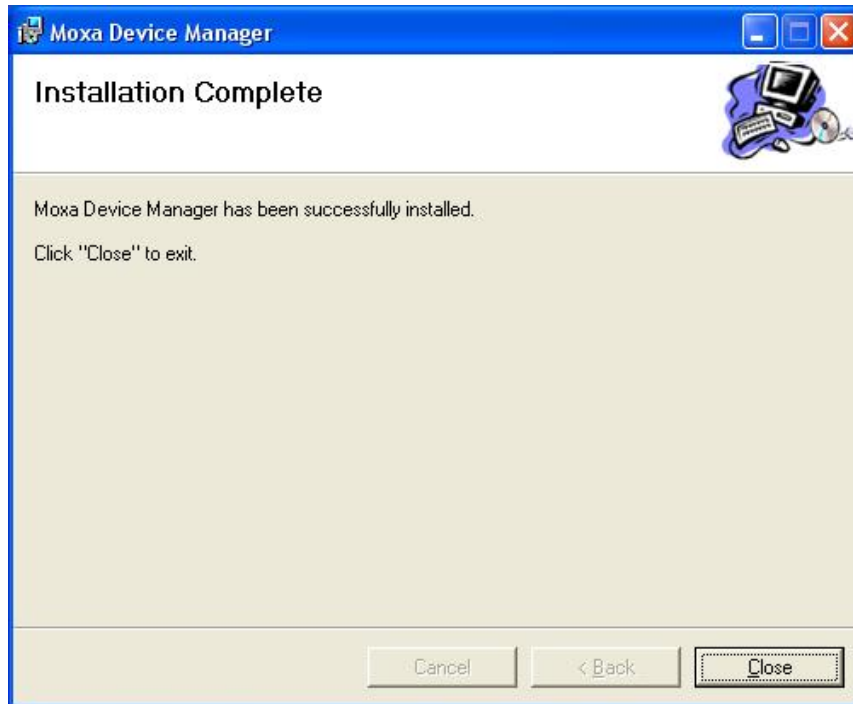 Moxa Device Manager
Installation Complete
Moxa Device Manager has been successfully installed.
Click "Close" to exit.
Cancel
< Back
Close